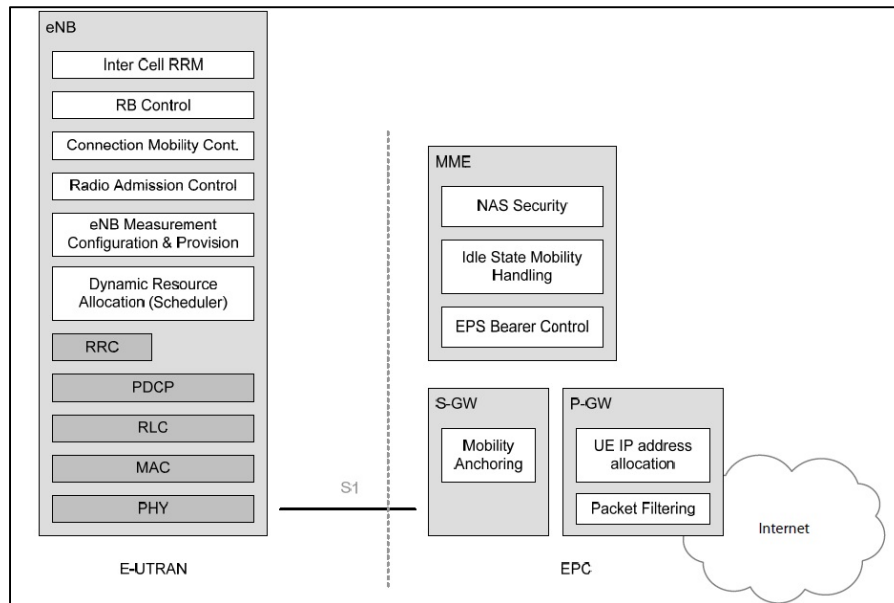 eNB
Inter Cell RRM
RB Control
Connection Mobility Cont.
Radio Admission Control
eNB Measurement
Configuration & Provision
Dynamic Resource
Allocation (Scheduler)
RRC
PDCP
RLC
MAC
PHY
S1
MME
NAS Security
Idle State Mobility
Handling
EPS Bearer Control
S-GW
Mobility
Anchoring
P-GW
UE IP address
allocation
Packet Filtering
Internet
E-UTRAN
EPC